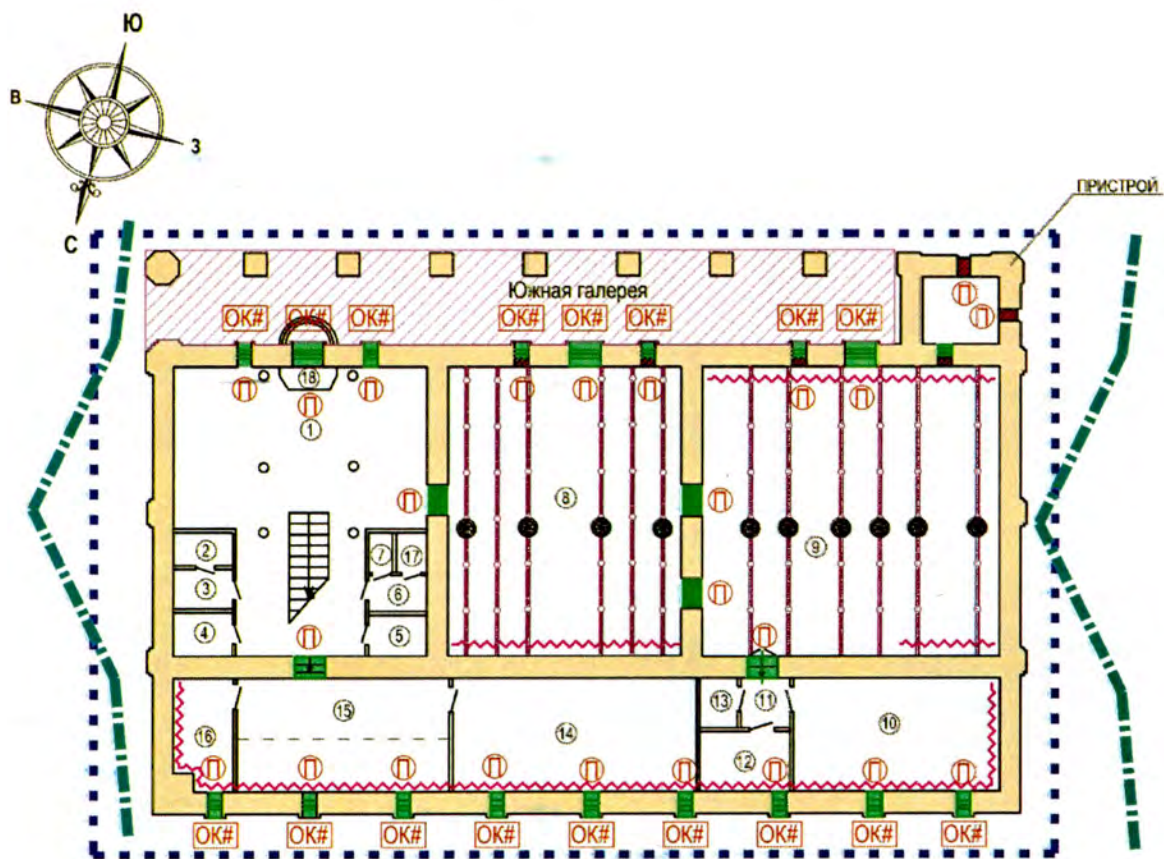 Ю
В
З
С
ПРИСТРОЙ
Южная галерея
ОК# ОК# ОК# ОК# ОК# ОК# ОК# ОК#
П
П
П П П П П П П
18
П
1
П П
8
9
2
7 17
3
6
П
4
5
П
П
13 11
15
10
16
14
12
П П П П П П П П П
ОК# ОК# ОК# ОК# ОК# ОК# ОК# ОК# ОК#